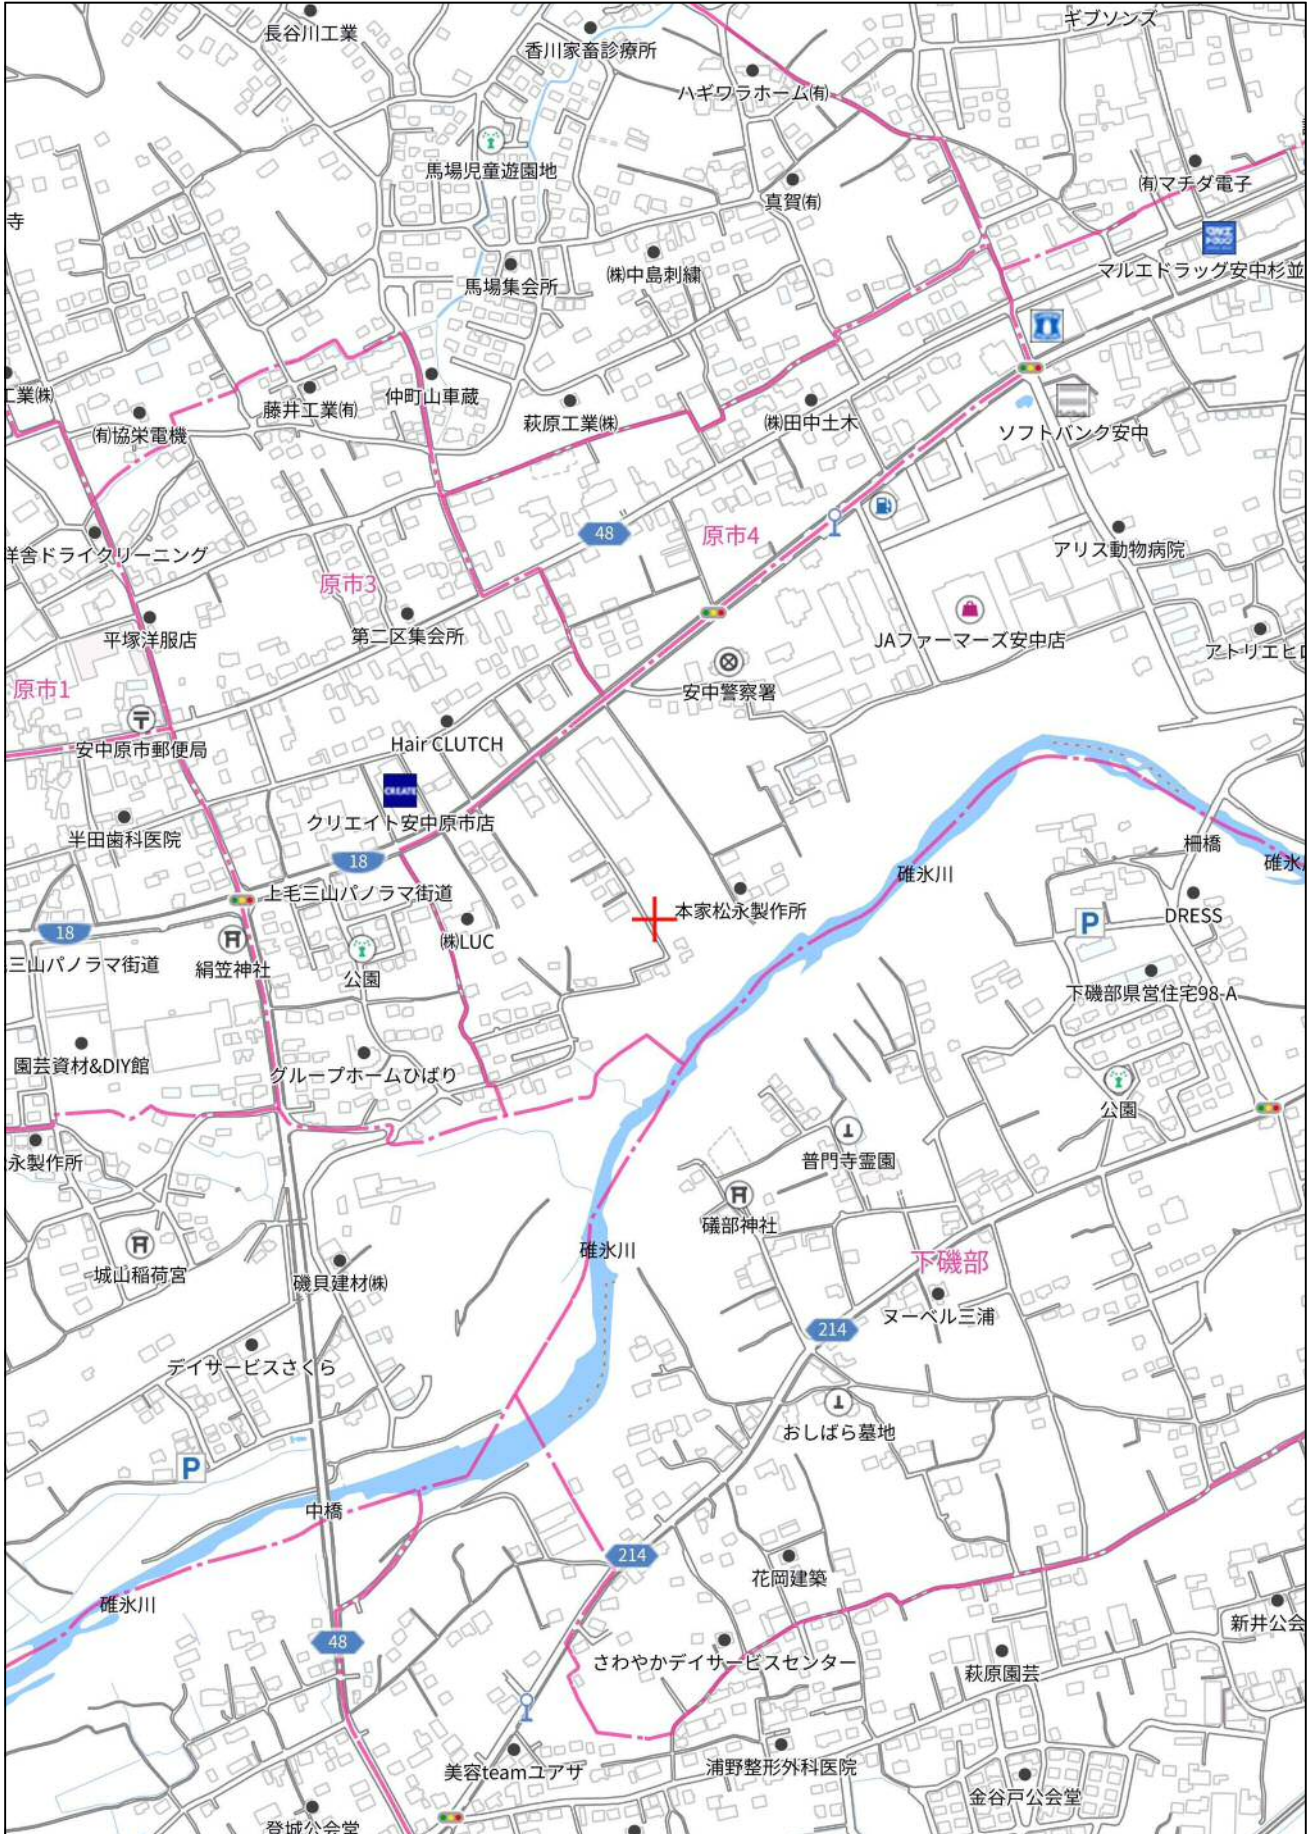 ギブソンズ
長谷川工業
香川家畜診療所
ハギワラホーム㈲
馬場児童遊園地
㈲マチダ電子
真賀㈲
寺
マルエドラッグ安中杉並
馬場集会所
㈱中島刺繍
工業㈱
藤井工業㈲
仲町山車蔵
㈲協栄電機
萩原工業㈱
㈱田中土木
ソフトバンク安中
48
原市4
アリス動物病院
洋舎ドライクリーニング
原市3
平塚洋服店
第二区集会所
JAファーマーズ安中店
アトリエヒロ
原市1
安中警察署
安中原市郵便局
Hair CLUTCH
CREATE
クリエイト安中原市店
半田歯科医院
18
柵橋
碓氷川
碓氷川
上毛三山パノラマ街道
本家松永製作所
DRESS
P
18
㈱LUC
三山パノラマ街道
絹笠神社
公園
下磯部県営住宅98-A
園芸資材&DIY館
グループホームひばり
公園
永製作所
普門寺霊園
礒部神社
碓氷川
下磯部
城山稲荷宮
磯貝建材㈱
ヌーベル三浦
214
デイサービスさくら
おしばら墓地
P
中橋
214
花岡建築
碓氷川
新井公会
48
さわやかデイサービスセンター
萩原園芸
美容teamユアサ
浦野整形外科医院
金谷戸公会堂
登城公会堂